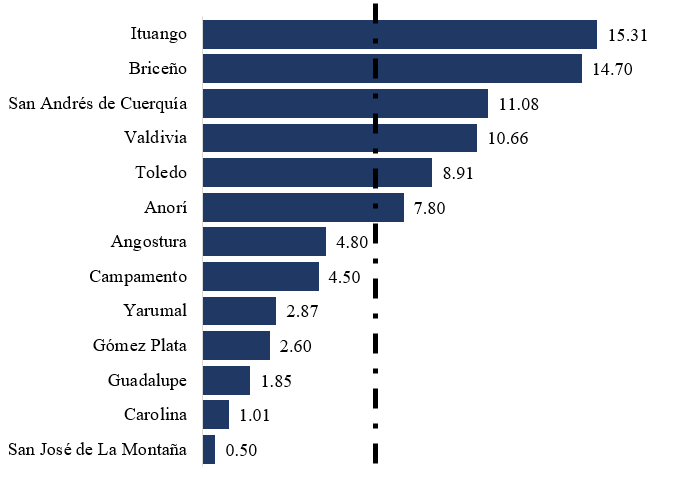 Ituango 15.31
Briceño 14.70
San Andrés de Cuerquía 11.08
Valdivia 10.66
Toledo 8.91
Anorí 7.80
Angostura 4.80
Campamento 4.50
Yarumal 2.87
Gómez Plata 2.60
Guadalupe 1.85
Carolina 1.01
San José de La Montaña 0.50